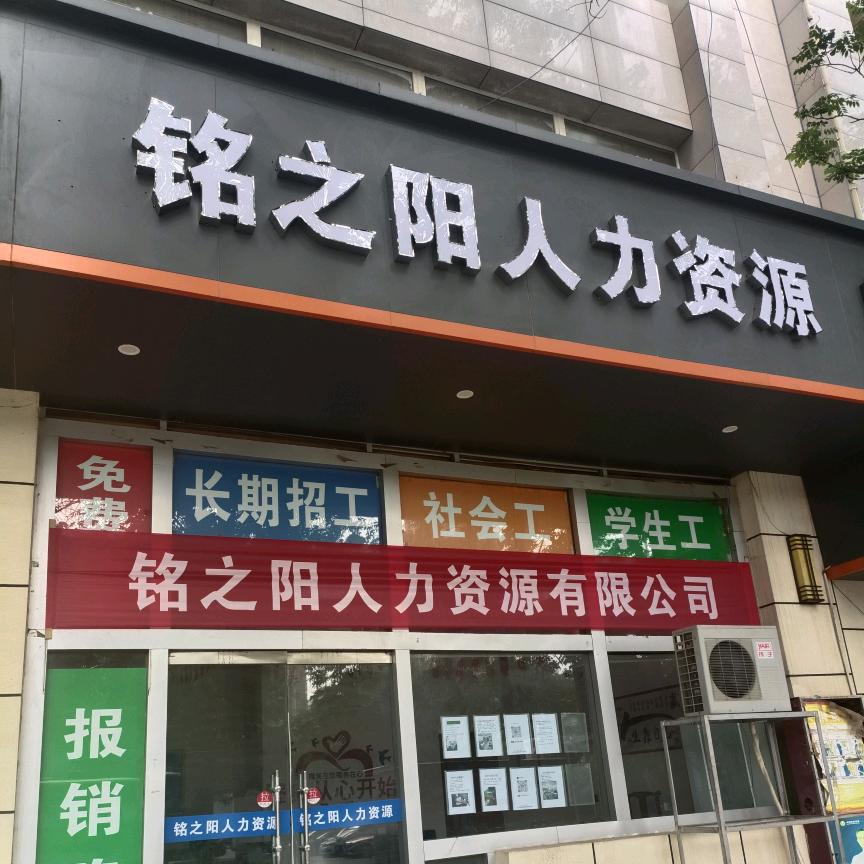 铭之阳人力资源
免费
长期招工
社会工
学生工
铭之阳人力资源有限公司
报销
心开始
拉
拉
铭之阳人力资源
铭之阳人力资源